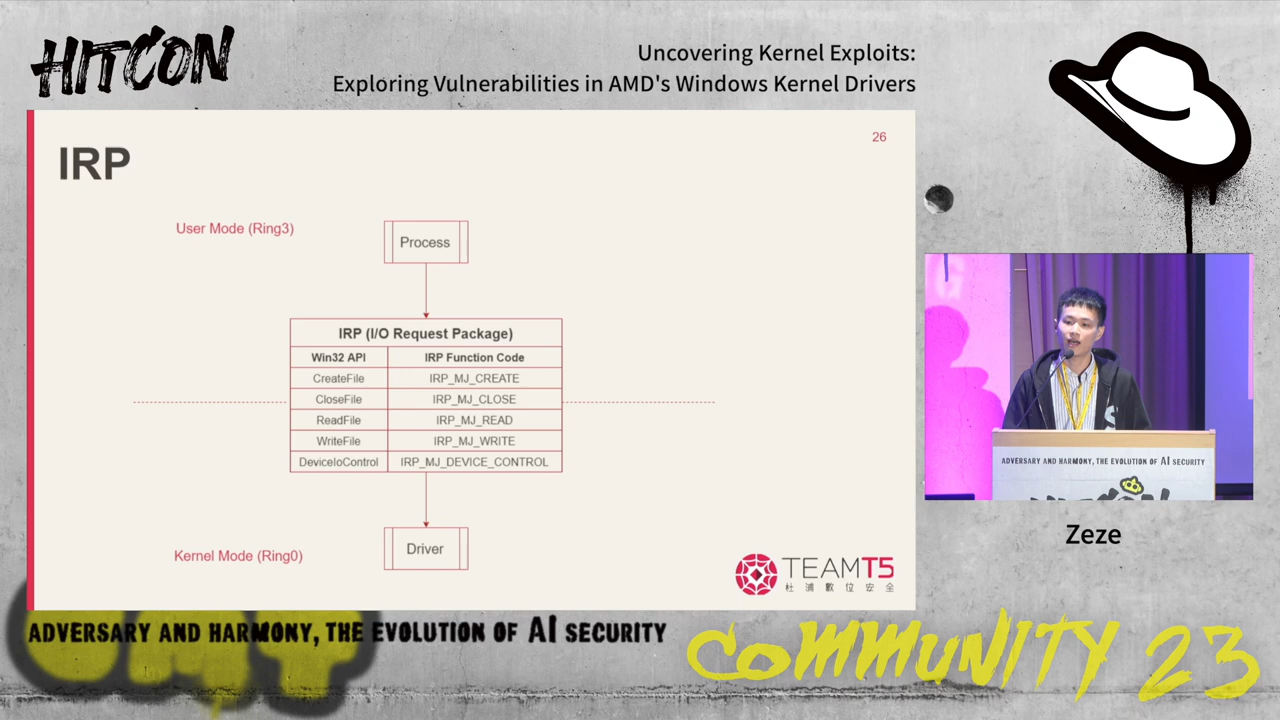 HITCON
Uncovering Kernel Exploits:
Exploring Vulnerabilities in AMD's Windows Kernel Drivers
26
IRP
User Mode (Ring3)
Process
IRP (I/O Request Package)
Win32 API IRP Function Code
CreateFile IRP_MJ_CREATE
CloseFile IRP_MJ_CLOSE
ReadFile IRP_MJ_READ
WriteFile IRP_MJ_WRITE
DeviceIoControl IRP_MJ_DEVICE_CONTROL
Driver
Kernel Mode (Ring0)
TEAMT5
杜浦數位安全
ADVERSARY AND HARMONY, THE EVOLUTION OF AI SECURITY
HITCON
Zeze
ADVERSARY AND HARMONY, THE EVOLUTION OF AI SECURITY
COMMUNITY 23